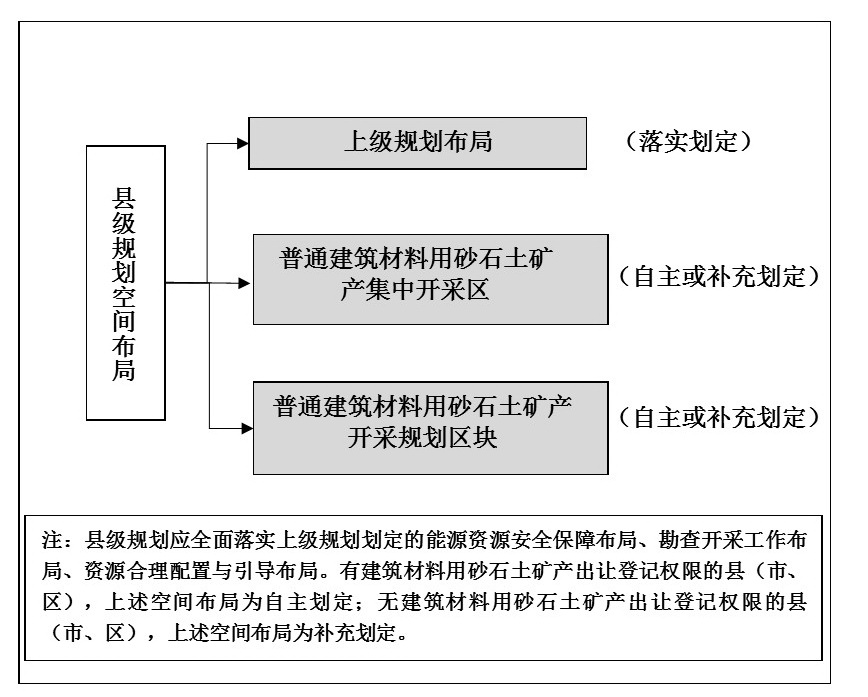 县级规划空间布局
上级规划布局
（落实划定）
普通建筑材料用砂石土矿
产集中开采区
（自主或补充划定）
普通建筑材料用砂石土矿产
开采规划区块
（自主或补充划定）
注：县级规划应全面落实上级规划划定的能源资源安全保障布局、勘查开采工作布
局、资源合理配置与引导布局。有建筑材料用砂石土矿产出让登记权限的县（市、
区），上述空间布局为自主划定；无建筑材料用砂石土矿产出让登记权限的县
（市、区），上述空间布局为补充划定。